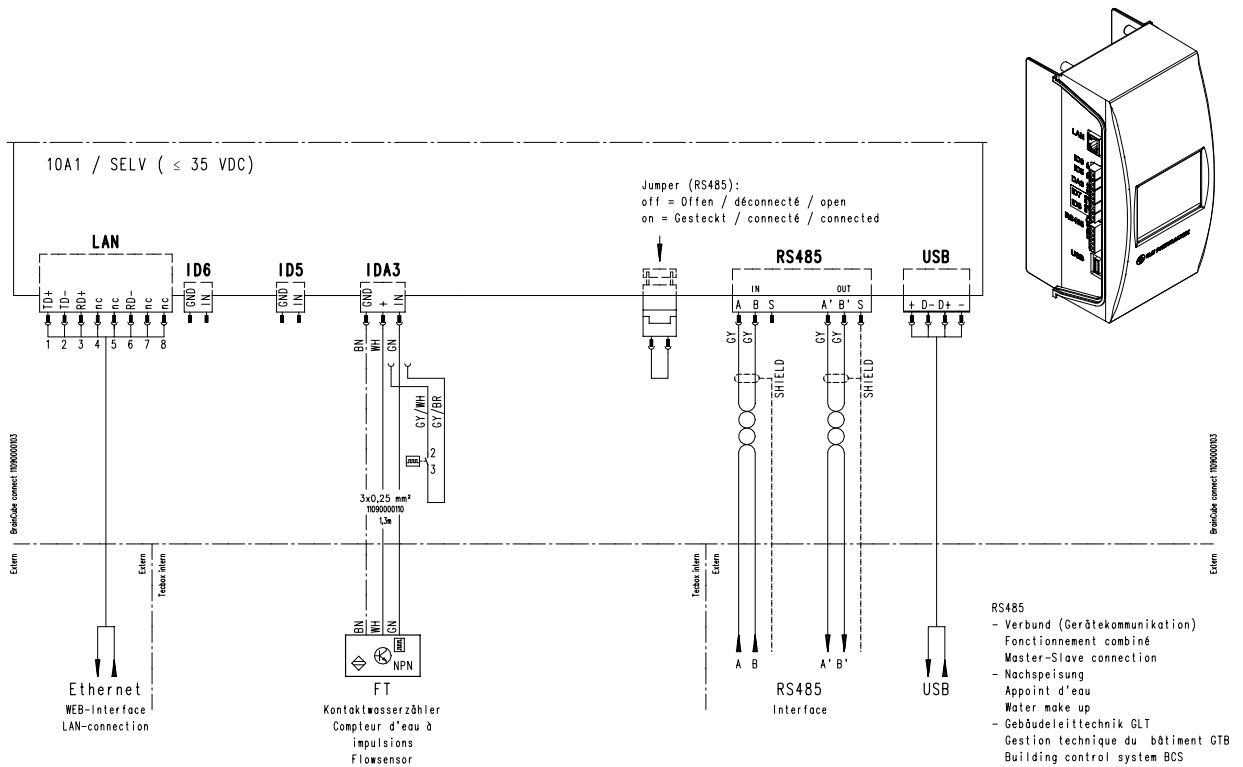 10A1 / SELV ( ≤ 35 VDC)
Jumper (RS485):
off = Offen / déconnecté / open
on = Gesteckt / connecté / connected
LAN
ID6
ID5
IDA3
RS485
USB
TD+ TD- RD+ nc nc RD- nc nc
GND IN
GND IN
GND + IN
IN
OUT
A B S
A' B' S
+ D- D+ -
1 2 3 4 5 6 7 8
BN WH GN
GY GY
GY GY
SHIELD
SHIELD
GY/WH
GY/BR
2
3
3x0,25 mm²
11090000110
1,3m
BrainCube connect 11090000103
BrainCube connect 11090000103
Extern
Extern
Tecbox intern
Tecbox intern
Extern
Extern
BN WH GN
NPN
FT
Kontaktwasserzähler
Compteur d'eau à
impulsions
Flowsensor
Ethernet
WEB-Interface
LAN-connection
A B
A' B'
RS485
Interface
USB
RS485
- Verbund (Gerätekommunikation)
Fonctionnement combiné
Master-Slave connection
- Nachspeisung
Appoint d'eau
Water make up
- Gebäudeleittechnik GLT
Gestion technique du bâtiment GTB
Building control system BCS
LAN
ID6
ID5
ID7
RS485
USB